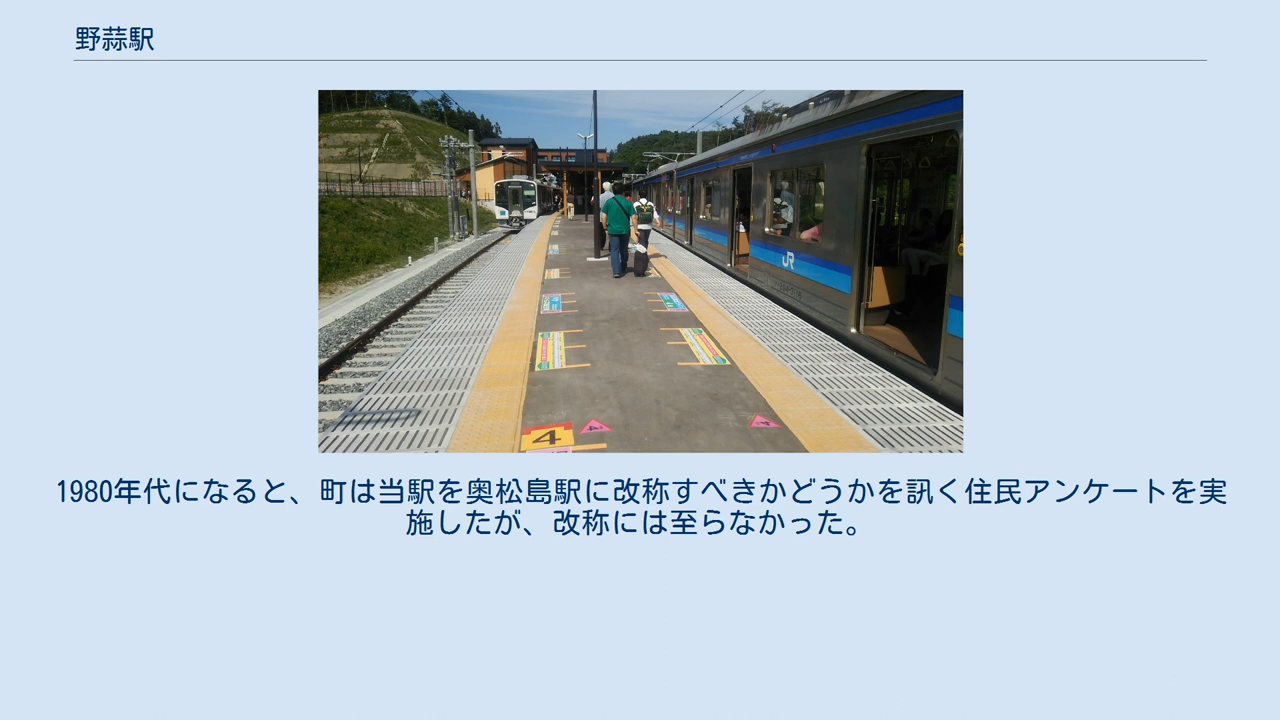 野蒜駅
JR
4
1980年代になると、町は当駅を奥松島駅に改称すべきかどうかを訊く住民アンケートを実
施したが、改称には至らなかった。